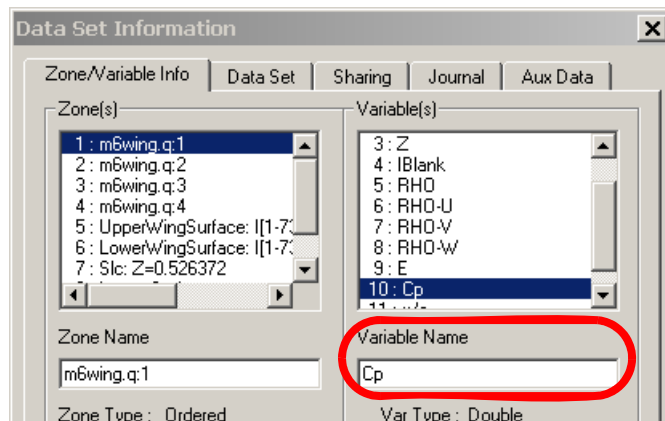 Data Set Information
Zone/Variable Info Data Set Sharing Journal Aux Data
Zone(s)
1 : m6wing.q:1
2 : m6wing.q:2
3 : m6wing.q:3
4 : m6wing.q:4
5 : UpperWingSurface: I[1-73
6 : LowerWingSurface: I[1-73
7 : Slc: Z=0.526372
Zone Name
m6wing.q:1
Zone Type : Ordered
Variable(s)
3 : Z
4 : IBlank
5 : RHO
6 : RHO-U
7 : RHO-V
8 : RHO-W
9 : E
10 : Cp
Variable Name
Cp
Var Type : Double